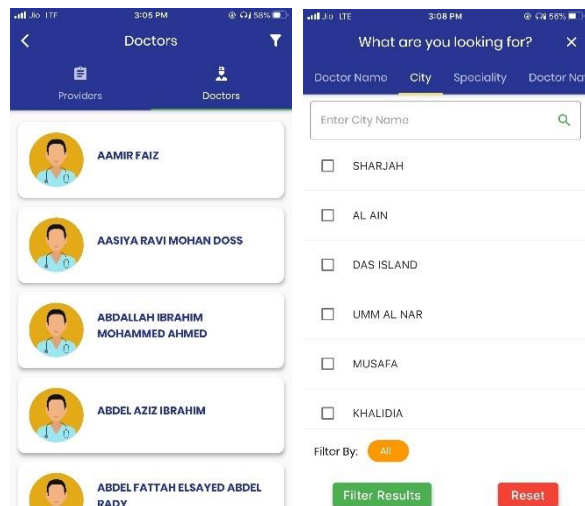 Jio LTE 3:05 PM 58%
Doctors
Providers Doctors
AAMIR FAIZ
AASIYA RAVI MOHAN DOSS
ABDALLAH IBRAHIM
MOHAMMED AHMED
ABDEL AZIZ IBRAHIM
ABDEL FATTAH ELSAYED ABDEL
RADY
Jio LTE 3:08 PM 56%
What are you looking for? ×
Doctor Name City Speciality Doctor Na
Enter City Name
SHARJAH
AL AIN
DAS ISLAND
UMM AL NAR
MUSAFA
KHALIDIA
Filter By: All
Filter Results Reset